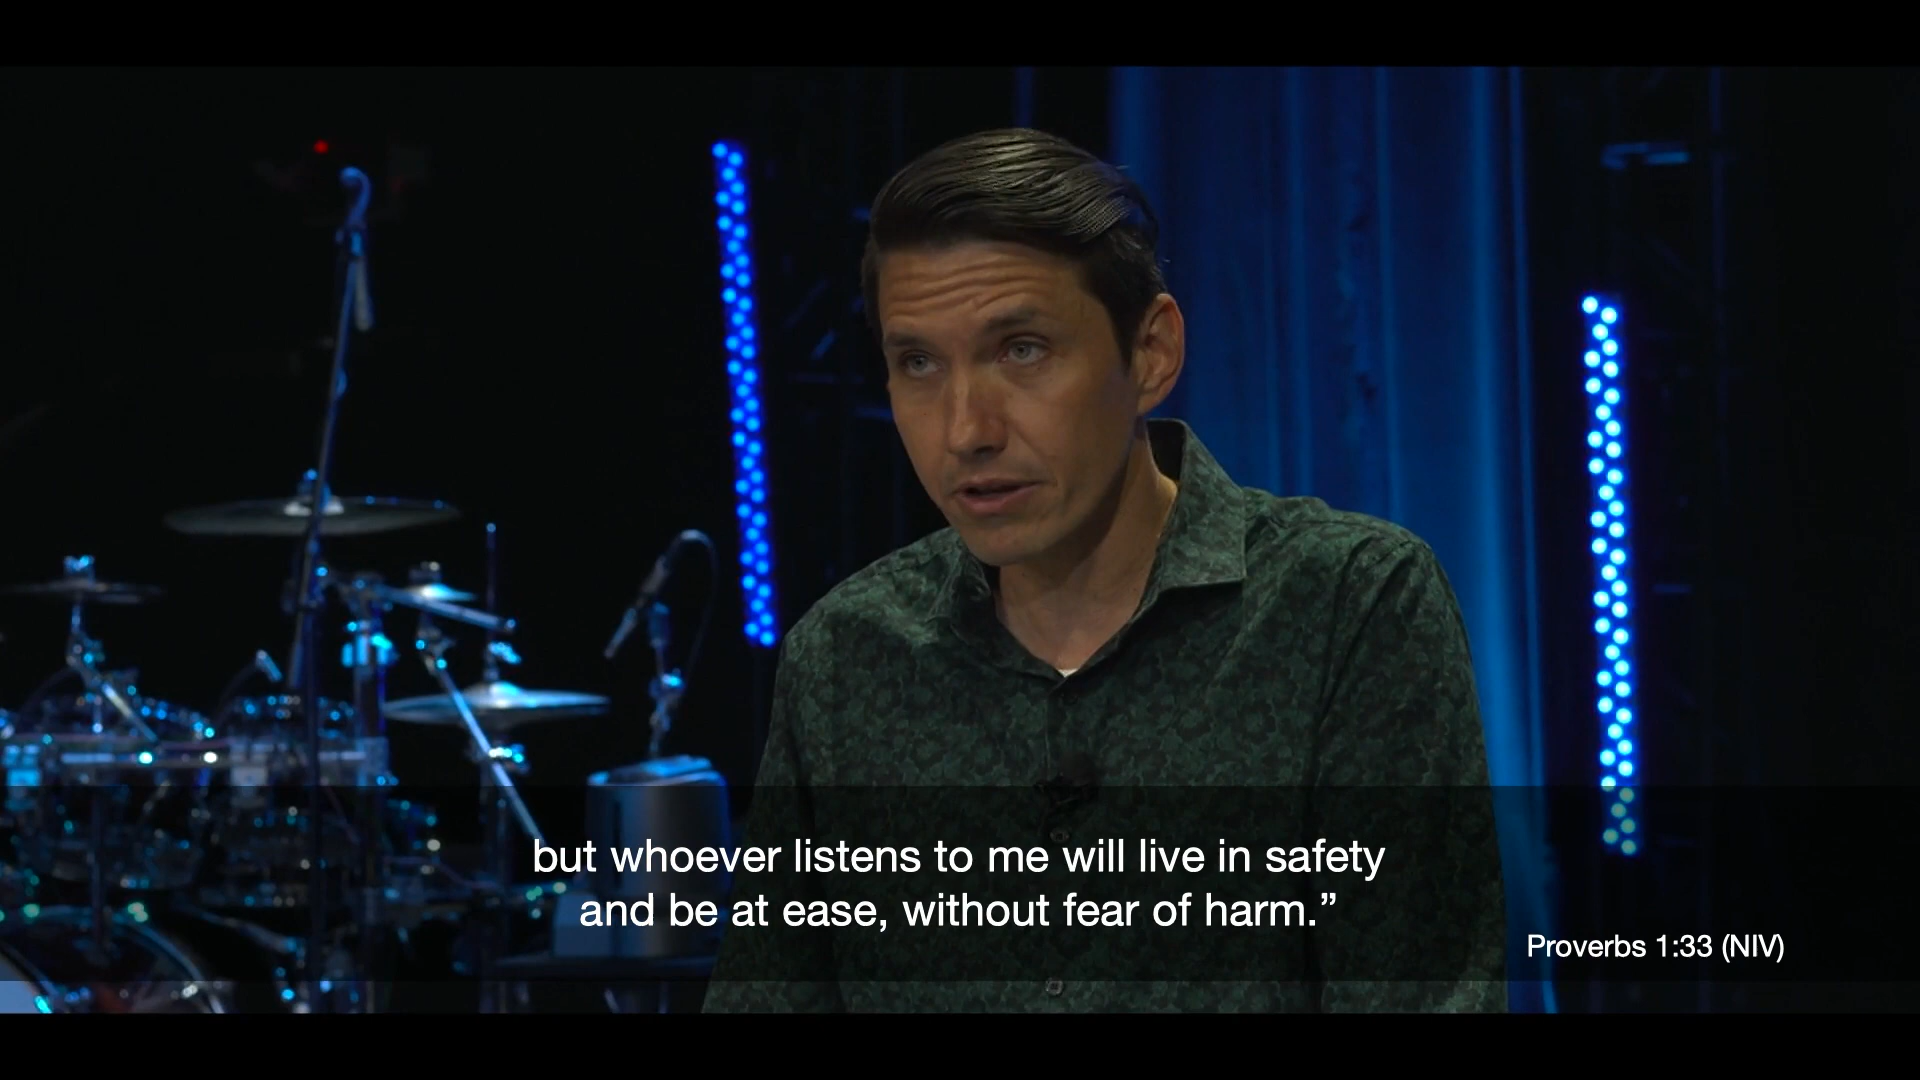 but whoever listens to me will live in safety
and be at ease, without fear of harm.”
Proverbs 1:33 (NIV)